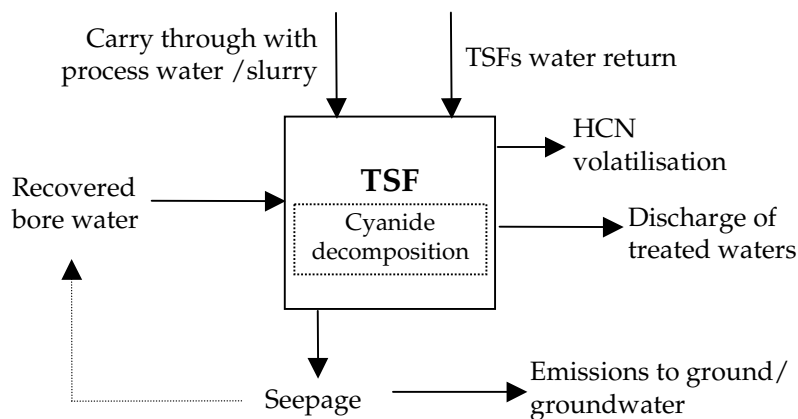 Carry through with
process water /slurry
TSFs water return
HCN
volatilisation
TSF
Recovered
bore water
Cyanide
decomposition
Discharge of
treated waters
Seepage
Emissions to ground/
groundwater